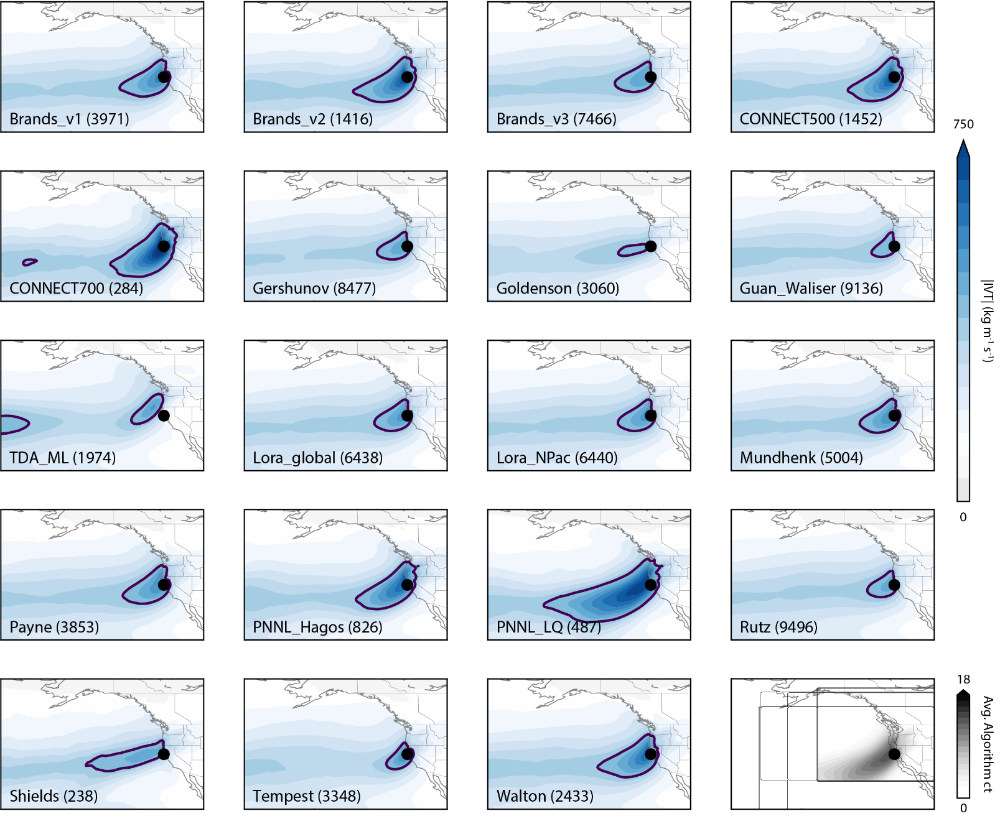 Brands_v1 (3971)
Brands_v2 (1416)
Brands_v3 (7466)
CONNECT500 (1452)
750
CONNECT700 (284)
Gershunov (8477)
Goldenson (3060)
Guan_Waliser (9136)
|IVT| (kg m⁻¹ s⁻¹)
TDA_ML (1974)
Lora_global (6438)
Lora_NPac (6440)
Mundhenk (5004)
0
Payne (3853)
PNNL_Hagos (826)
PNNL_LQ (487)
Rutz (9496)
18
Shields (238)
Tempest (3348)
Walton (2433)
Avg. Algorithm ct
0